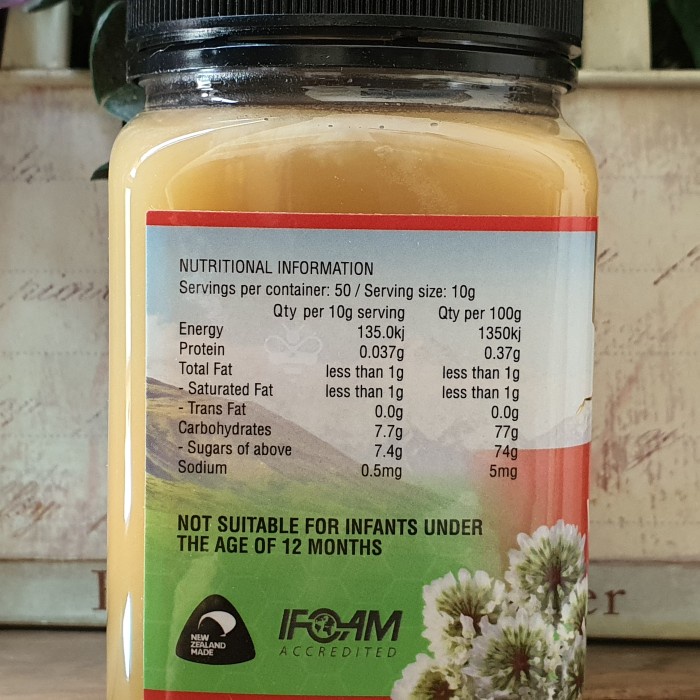 NUTRITIONAL INFORMATION
Servings per container: 50 / Serving size: 10g
Qty per 10g serving Qty per 100g
Energy 135.0kj 1350kj
Protein 0.037g 0.37g
Total Fat less than 1g less than 1g
- Saturated Fat less than 1g less than 1g
- Trans Fat 0.0g 0.0g
Carbohydrates 7.7g 77g
- Sugars of above 7.4g 74g
Sodium 0.5mg 5mg
NOT SUITABLE FOR INFANTS UNDER
THE AGE OF 12 MONTHS
NEW
ZEALAND
MADE
IFOAM
ACCREDITED